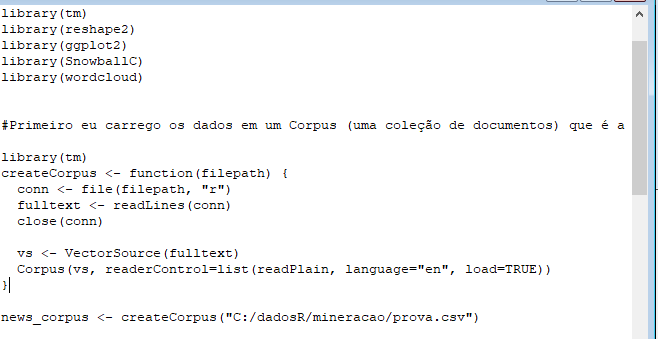 library(tm)
library(reshape2)
library(ggplot2)
library(SnowballC)
library(wordcloud)
#Primeiro eu carrego os dados em um Corpus (uma coleção de documentos) que é a
library(tm)
createCorpus <- function(filepath) {
  conn <- file(filepath, "r")
  fulltext <- readLines(conn)
  close(conn)
  vs <- VectorSource(fulltext)
  Corpus(vs, readerControl=list(readPlain, language="en", load=TRUE))
}
news_corpus <- createCorpus("C:/dadosR/mineracao/prova.csv")